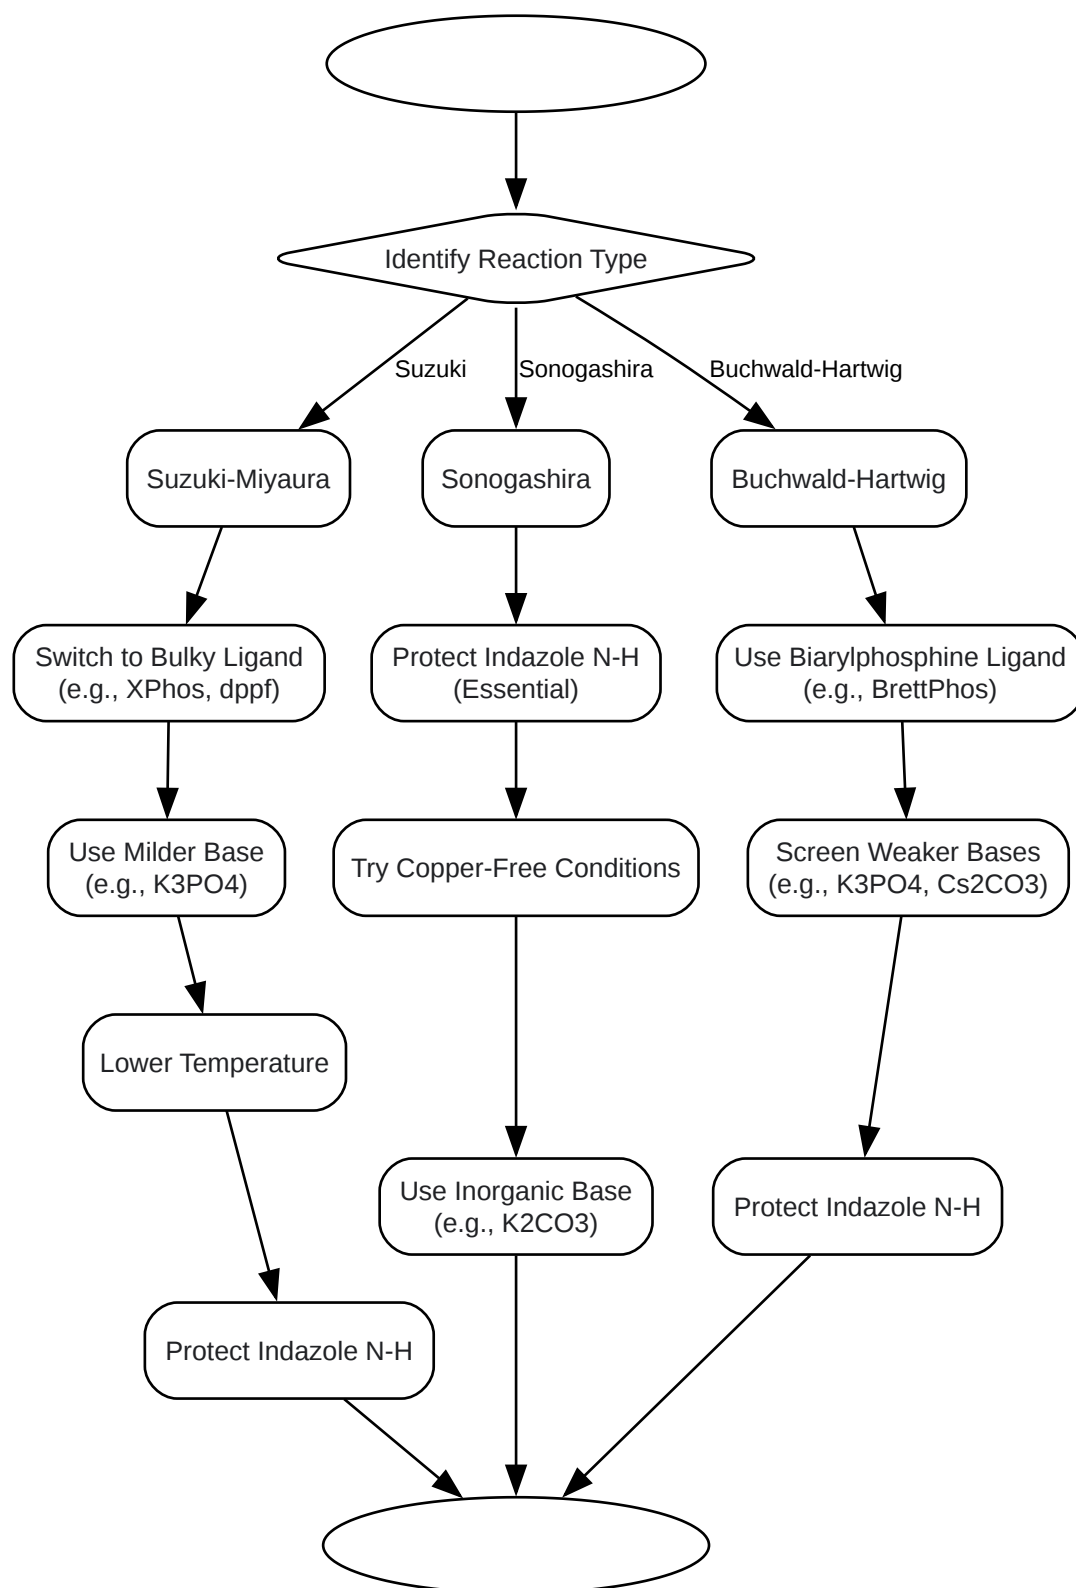 Identify Reaction Type
Suzuki
Sonogashira
Buchwald-Hartwig
Suzuki-Miyaura
Sonogashira
Buchwald-Hartwig
Switch to Bulky Ligand
(e.g., XPhos, dppf)
Protect Indazole N-H
(Essential)
Use Biarylphosphine Ligand
(e.g., BrettPhos)
Use Milder Base
(e.g., K3PO4)
Try Copper-Free Conditions
Screen Weaker Bases
(e.g., K3PO4, Cs2CO3)
Lower Temperature
Use Inorganic Base
(e.g., K2CO3)
Protect Indazole N-H
Protect Indazole N-H